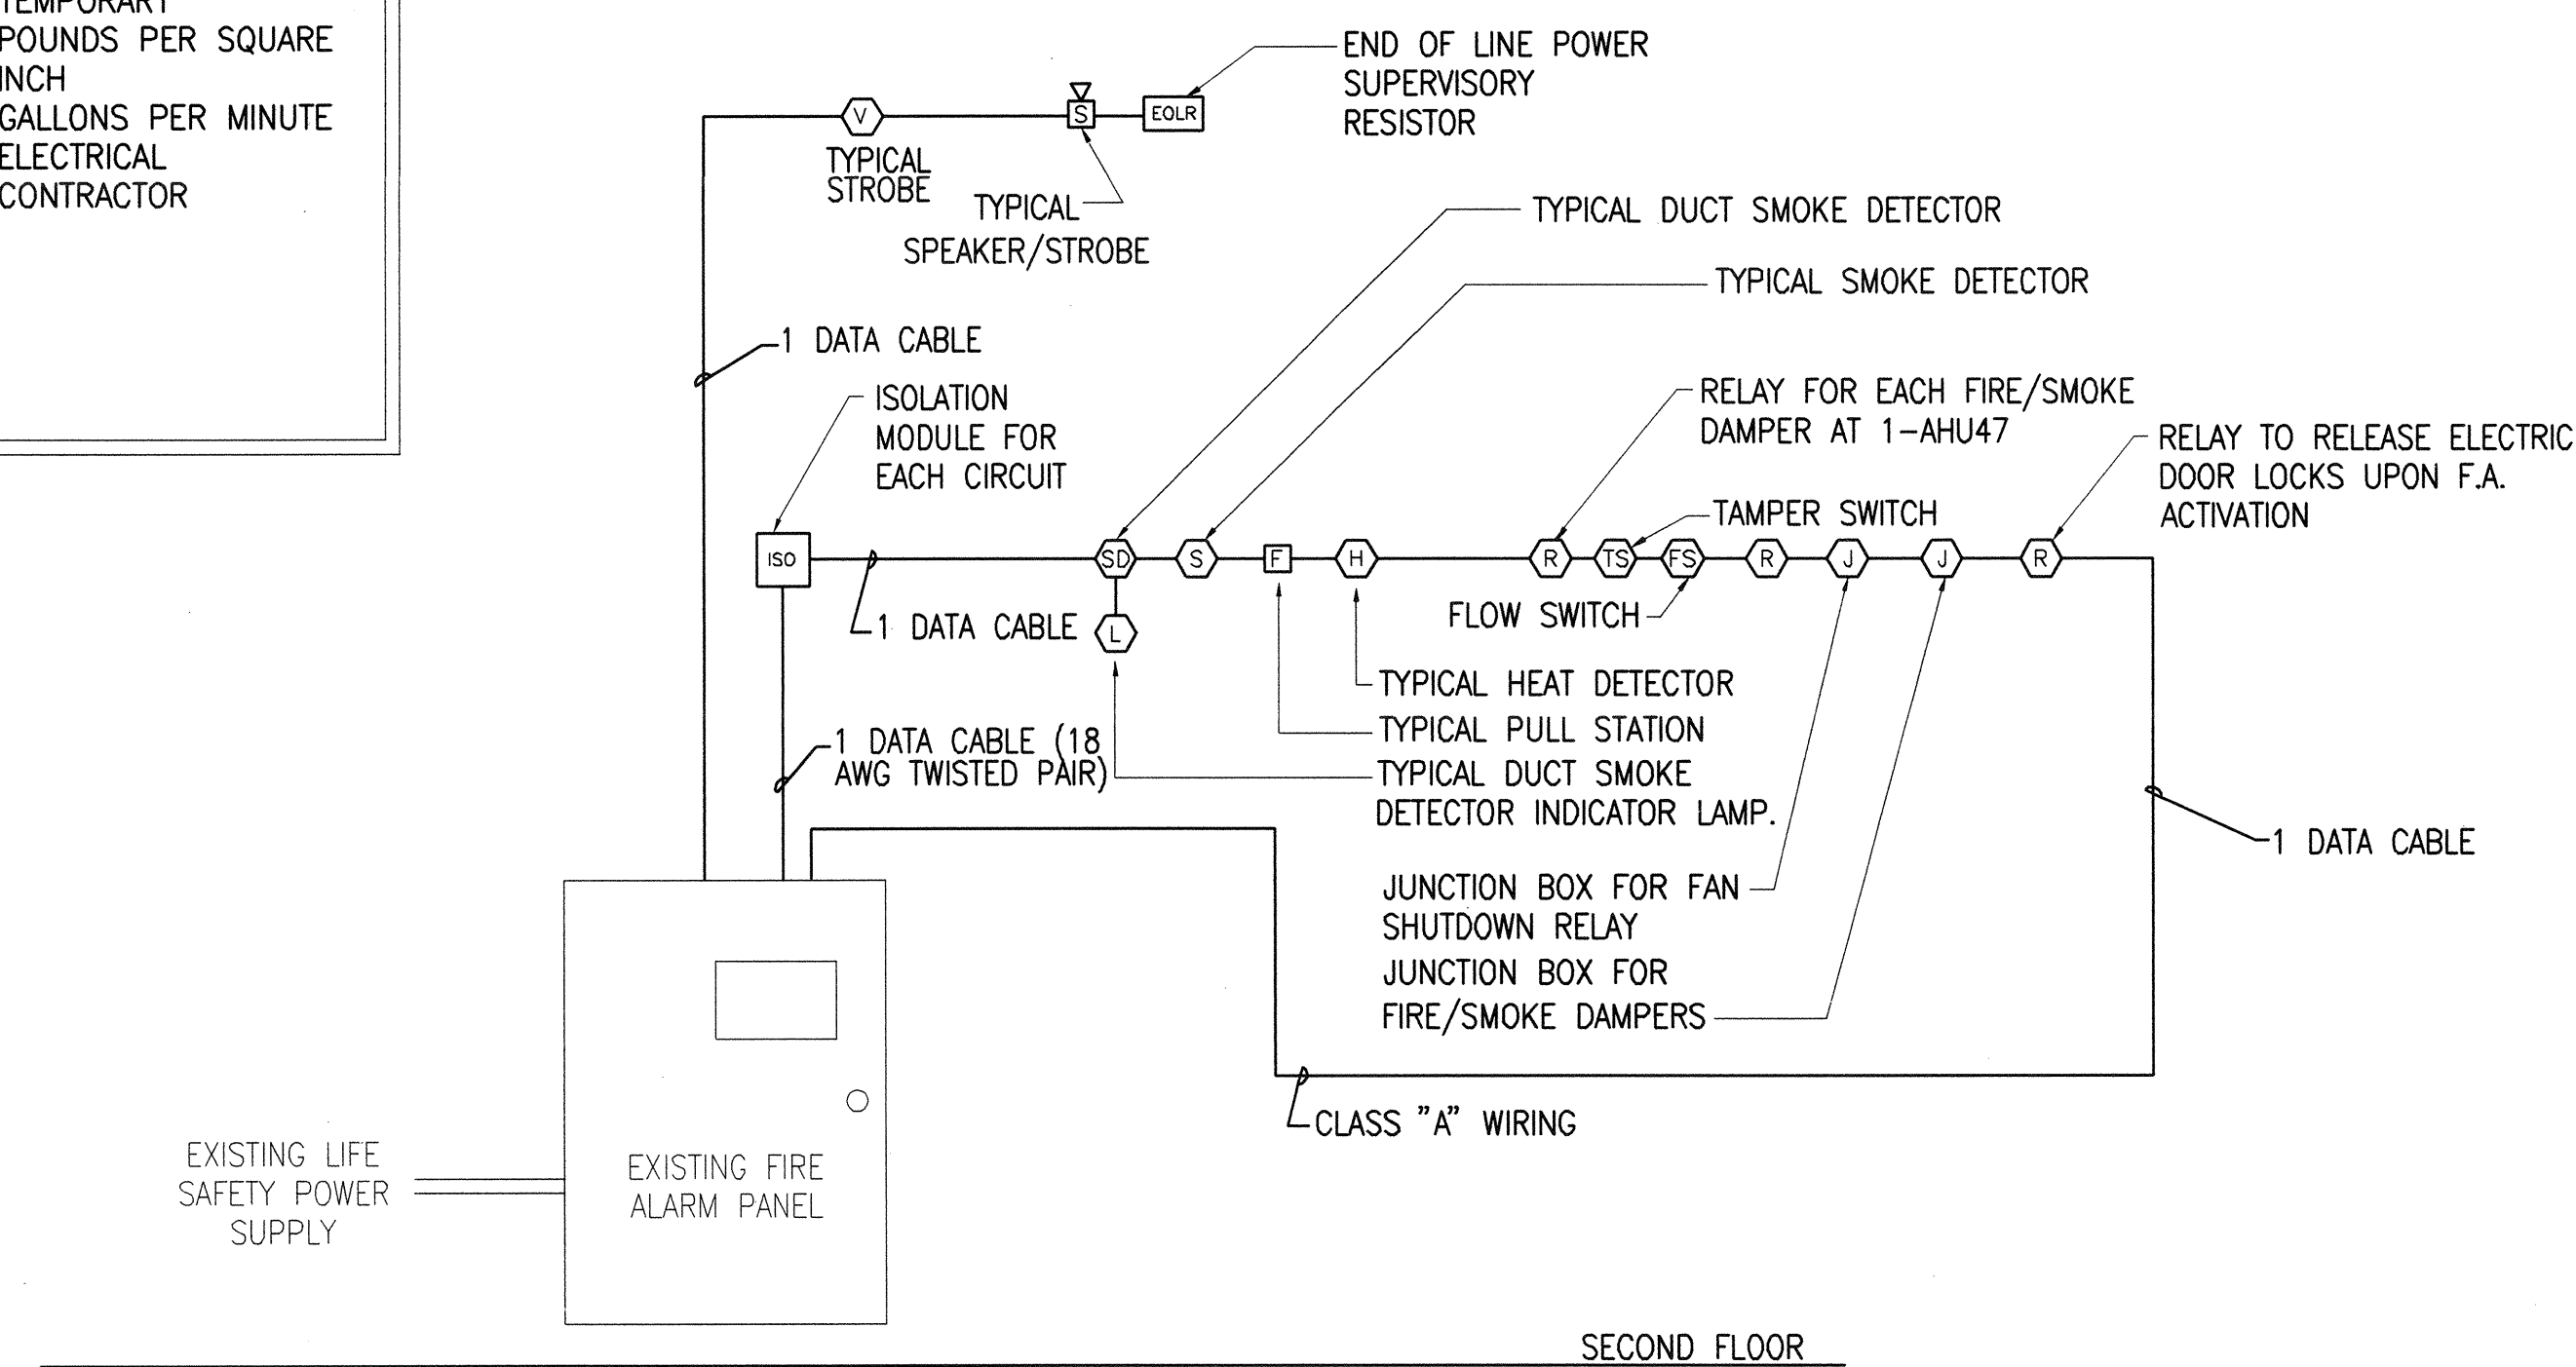 TEMPORARY
POUNDS PER SQUARE
INCH
GALLONS PER MINUTE
ELECTRICAL
CONTRACTOR
END OF LINE POWER
SUPERVISORY
RESISTOR
V
S
EOLR
TYPICAL
STROBE
TYPICAL
SPEAKER/STROBE
TYPICAL DUCT SMOKE DETECTOR
TYPICAL SMOKE DETECTOR
1 DATA CABLE
ISOLATION
MODULE FOR
EACH CIRCUIT
RELAY FOR EACH FIRE/SMOKE
DAMPER AT 1-AHU47
RELAY TO RELEASE ELECTRIC
DOOR LOCKS UPON F.A.
ACTIVATION
TAMPER SWITCH
ISO
SD
S
F
H
R
TS
FS
R
J
J
R
FLOW SWITCH
1 DATA CABLE
L
TYPICAL HEAT DETECTOR
TYPICAL PULL STATION
TYPICAL DUCT SMOKE
DETECTOR INDICATOR LAMP.
1 DATA CABLE (18
AWG TWISTED PAIR)
1 DATA CABLE
JUNCTION BOX FOR FAN
SHUTDOWN RELAY
JUNCTION BOX FOR
FIRE/SMOKE DAMPERS
CLASS "A" WIRING
EXISTING LIFE
SAFETY POWER
SUPPLY
EXISTING FIRE
ALARM PANEL
SECOND FLOOR